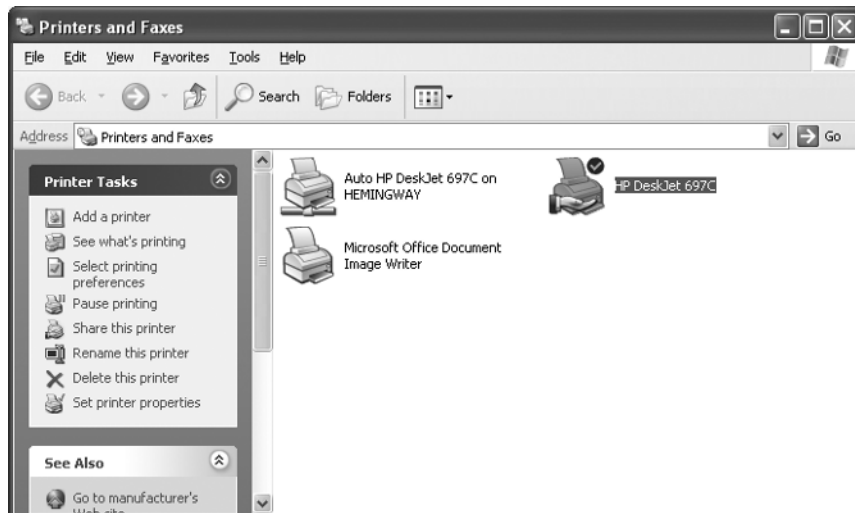 Printers and Faxes
File Edit View Favorites Tools Help
Back Search Folders
Address Printers and Faxes Go
Printer Tasks
Add a printer
See what's printing
Select printing
preferences
Pause printing
Share this printer
Rename this printer
Delete this printer
Set printer properties
See Also
Go to manufacturer's
Web site
Auto HP DeskJet 697C on
HEMINGWAY
HP DeskJet 697C
Microsoft Office Document
Image Writer